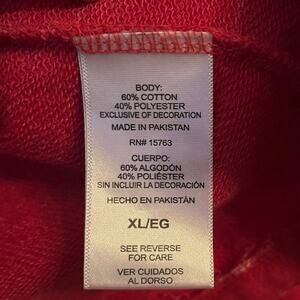 BODY:
60% COTTON
40% POLYESTER
EXCLUSIVE OF DECORATION
MADE IN PAKISTAN
RN# 15763
CUERPO:
60% ALGODÓN
40% POLIÉSTER
SIN INCLUIR LA DECORACIÓN
HECHO EN PAKISTÁN
XL/EG
SEE REVERSE
FOR CARE
VER CUIDADOS
AL DORSO